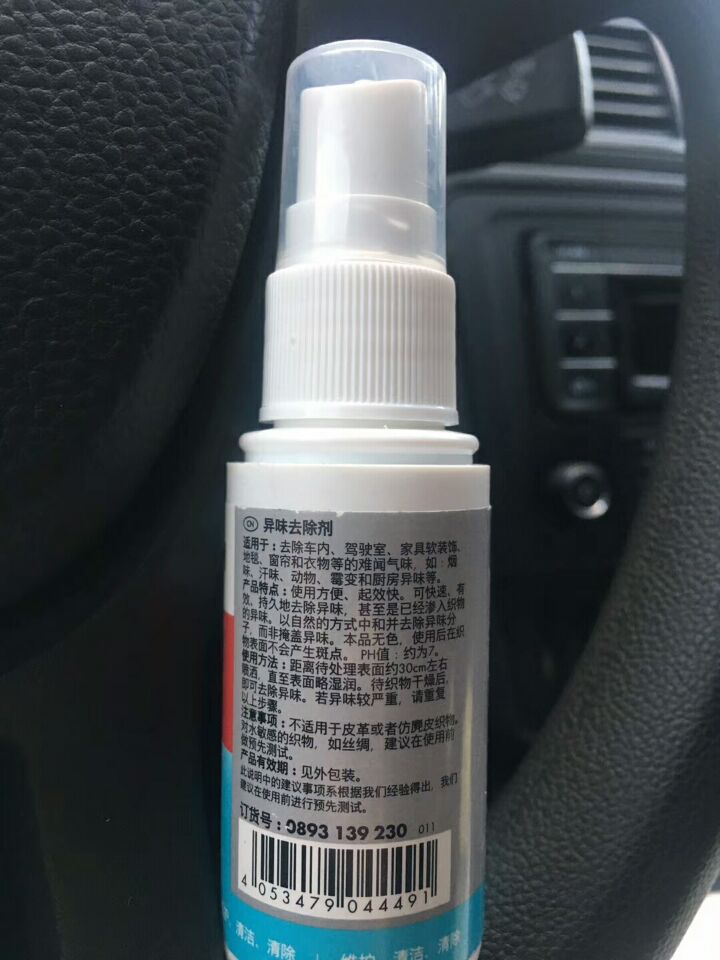 CN 异味去除剂
适用于：去除车内、驾驶室、家具软装饰、
地毯、窗帘和衣物等的难闻气味，如：烟
味、汗味、动物、霉变和厨房异味等。
产品特点：使用方便、起效快。可快速、有
效、持久地去除异味，甚至是已经渗入织物
的异味。以自然的方式中和并去除异味分
子，而非掩盖异味。本品无色，使用后在织
物表面不会产生斑点。PH值：约为7。
使用方法：距离待处理表面约30cm左右
喷洒，直至表面略湿润。待织物干燥后，
即可去除异味。若异味较严重，请重复
以上步骤。
注意事项：不适用于皮革或者仿麂皮织物。
对水敏感的织物，如丝绸，建议在使用前
做预先测试。
产品有效期：见外包装。
此说明中的建议事项系根据我们经验得出，我们
建议在使用前进行预先测试。
订货号：0893 139 230 011
4 053479 044491
护、清洁、清除 | 维护、清洁、清除